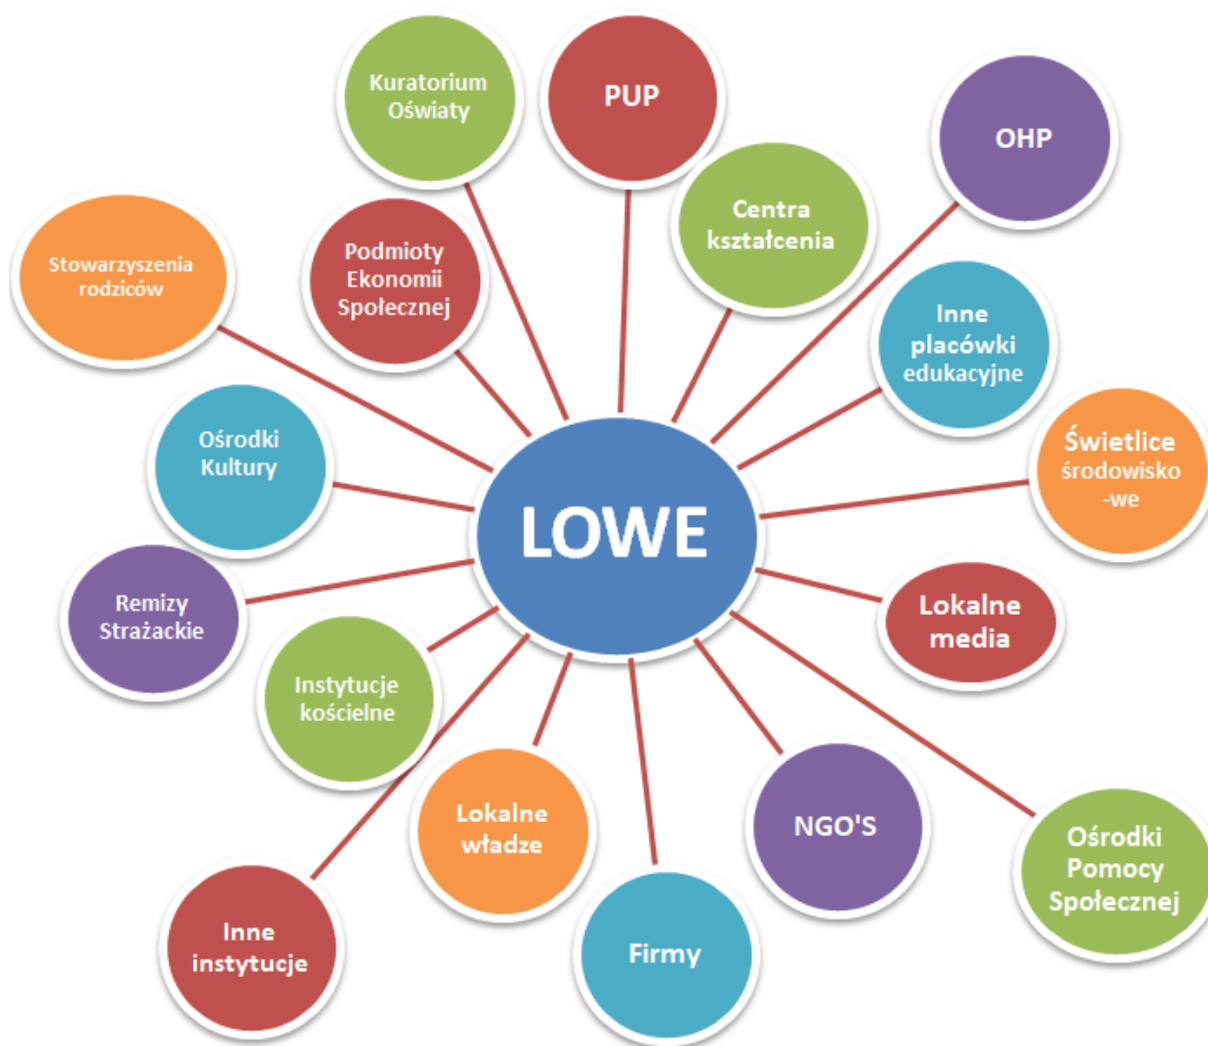 Kuratorium
Oświaty
PUP
OHP
Centra
kształcenia
Podmioty
Ekonomii
Społecznej
Stowarzyszenia
rodziców
Inne
placówki
edukacyjne
Ośrodki
Kultury
Świetlice
środowisko
-we
LOWE
Remizy
Strażackie
Lokalne
media
Instytucje
kościelne
Lokalne
władze
NGO'S
Ośrodki
Pomocy
Społecznej
Inne
instytucje
Firmy